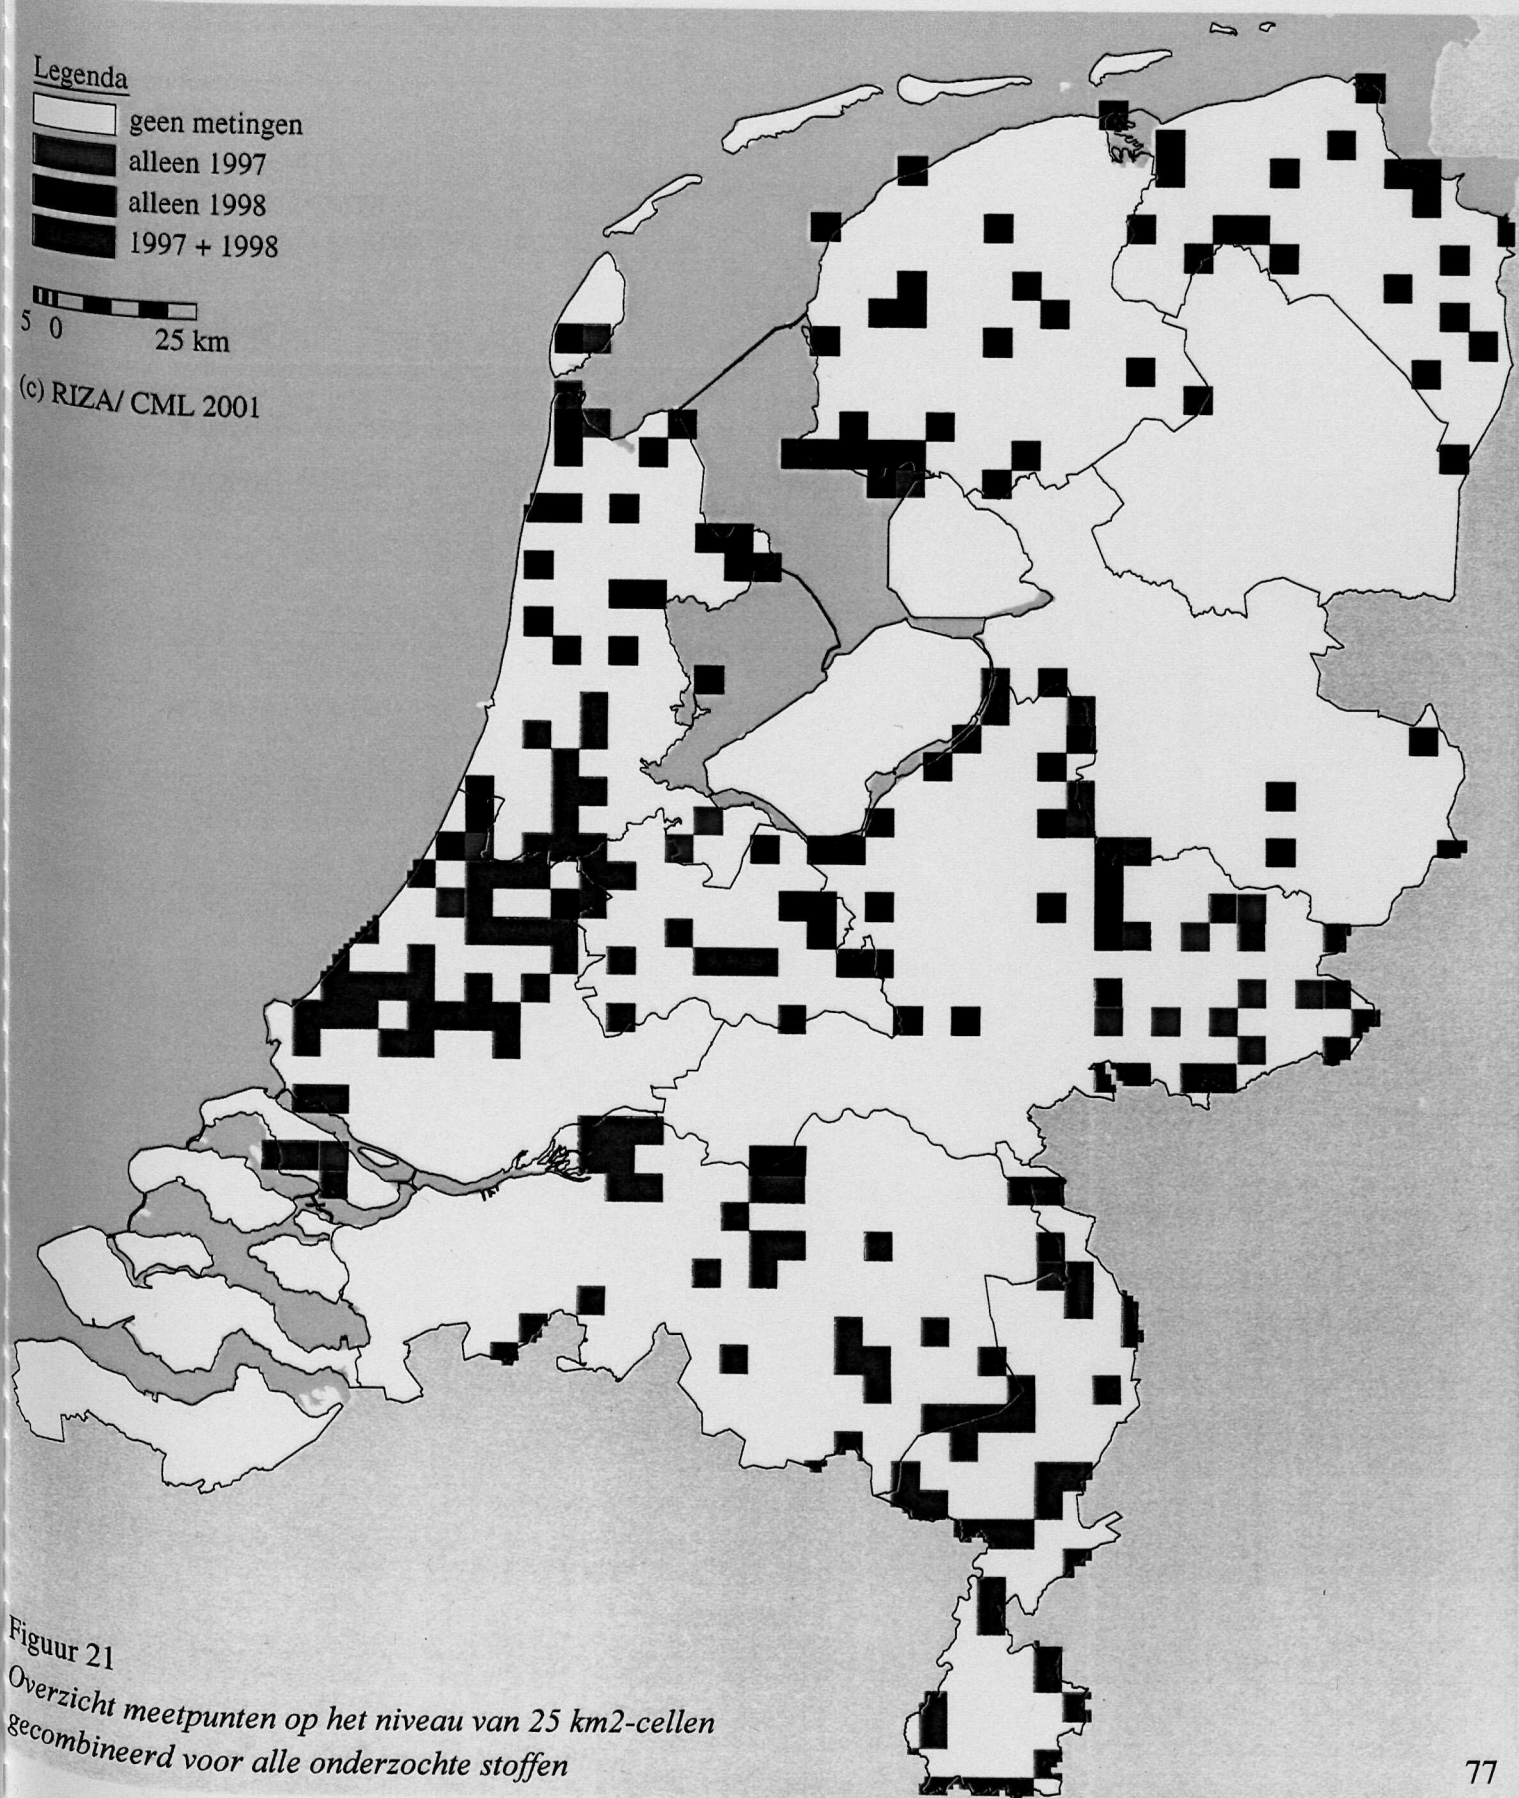 Legenda
geen metingen
alleen 1997
alleen 1998
1997 + 1998
5 0 25 km
(c) RIZA/ CML 2001
Figuur 21
Overzicht meetpunten op het niveau van 25 km2-cellen
gecombineerd voor alle onderzochte stoffen
77